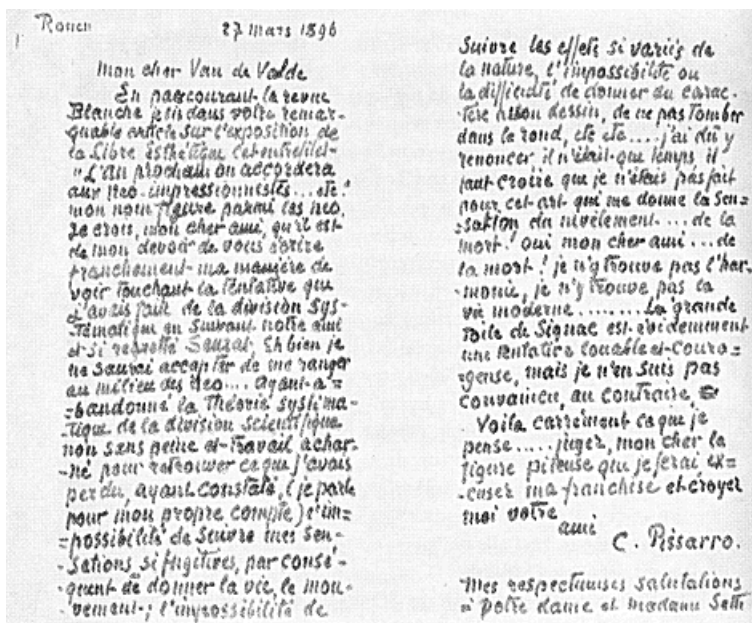 Rouen
27 mars 1896
Mon cher Van de Velde
En parcourant la revue
Blanche je lis dans votre remar-
quable article sur l'exposition de
la Libre Esthétique cet entrefilet-
"L'an prochain on accordera
aux neo-impressionnistes...etc!
mon nom figure parmi les neo.
Je crois, mon cher ami, qu'il est
de mon devoir de vous écrire
franchement ma manière de
voir touchant la tentative que
j'avais faite de la division sys-
tématique en suivant notre ami
et si regretté Seurat, Eh bien je
ne saurai accepter de me ranger
au milieu des neo.... ayant a=
=bandonné la théorie systéma-
-tique de la division scientifique
non sans peine et travail achar-
-né pour retrouver ce que j'avais
perdu, ayant constaté, (je parle
pour mon propre compte) l'im=
=possibilité de suivre mes sen-
-sations si fugitives, par consé-
-quent de donner la vie, le mou-
-vement; l'impossibilité de
Suivre les effets si variés de
la nature, l'impossibilité ou
la difficulté de donner du carac-
tère à son dessin, de ne pas tomber
dans le rond, etc etc....j'ai dû y
renoncer il n'était que temps, il
faut croire que je n'étais pas fait
pour cet art qui me donne la sen=
=sation du nivèlement....de la
mort! oui mon cher ami...de
la mort! je n'y trouve pas l'har-
monie, je n'y trouve pas la
vie moderne.........La grande
toile de Signac est évidemment
une tentative louable et coura-
-geuse, mais je n'en suis pas
convaincu, au contraire
Voila carrément ce que je
pense.....juger, mon cher la
figure piteuse que je ferai ex=
-cuser ma franchise et croyez
moi votre
ami
C. Pissarro.
Mes respectueuses salutations
à votre dame et madame Sethe